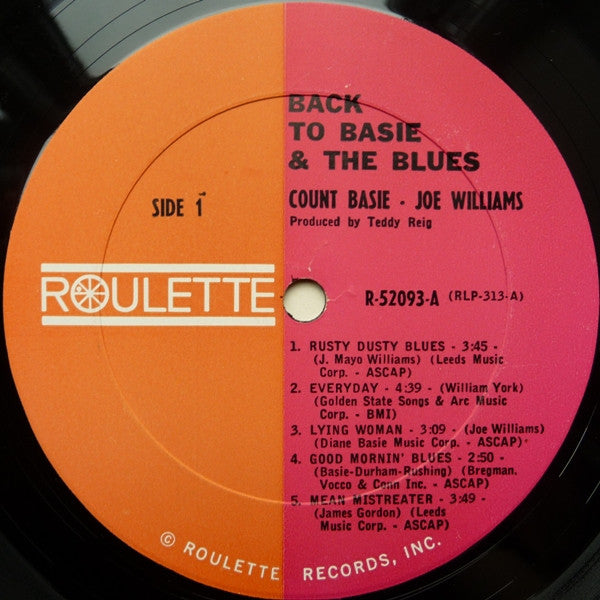 BACK
TO BASIE
& THE BLUES
SIDE 1
COUNT BASIE - JOE WILLIAMS
Produced by Teddy Reig
ROULETTE
R-52093-A (RLP-313-A)
1. RUSTY DUSTY BLUES - 3:45 -
(J. Mayo Williams) (Leeds Music
Corp. - ASCAP)
2. EVERYDAY - 4:39 - (William York)
(Golden State Songs & Arc Music
Corp. - BMI)
3. LYING WOMAN - 3:09 - (Joe Williams)
(Diane Basie Music Corp. - ASCAP)
4. GOOD MORNIN' BLUES - 2:50 -
(Basie-Durham-Rushing) (Bregman,
Vocco & Conn Inc. - ASCAP)
5. MEAN MISTREATER - 3:49 -
(James Gordon) (Leeds
Music Corp. - ASCAP)
© ROULETTE RECORDS, INC.